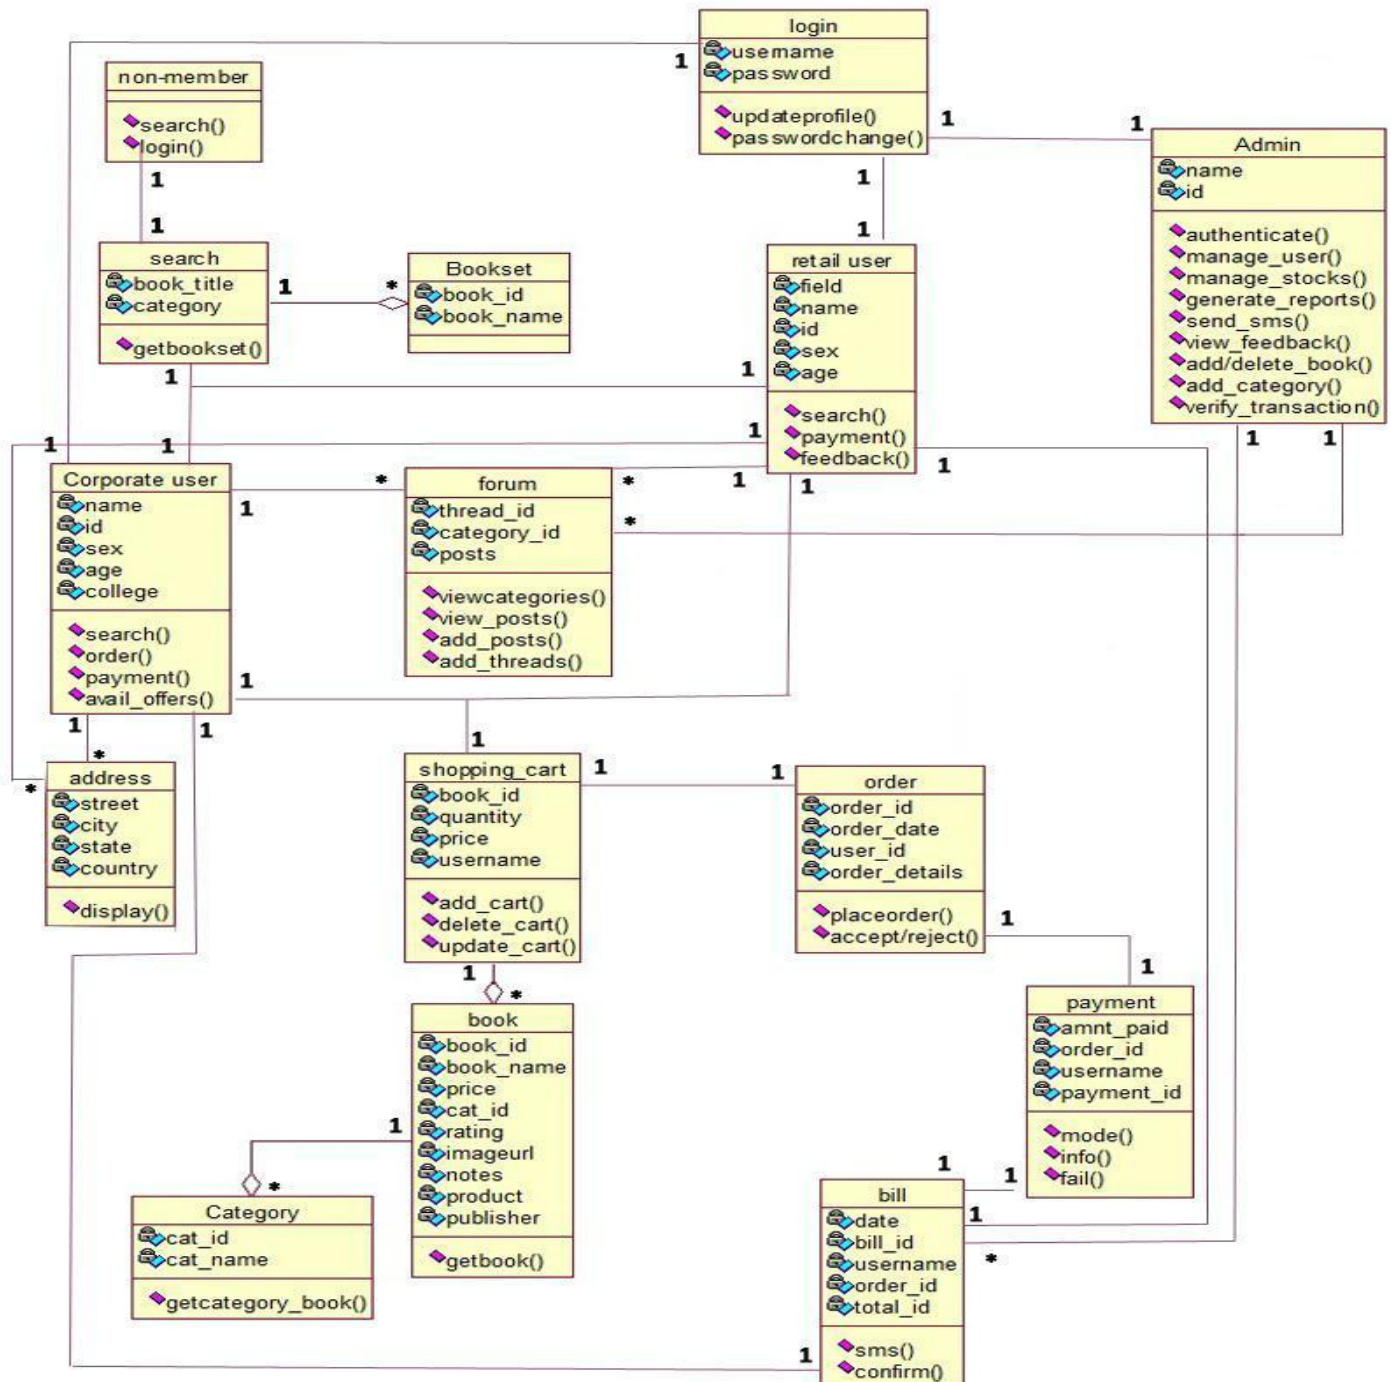 login
username
password
updateprofile()
passwordchange()
1
1
1
non-member
search()
login()
1
1
Admin
name
id
authenticate()
manage_user()
manage_stocks()
generate_reports()
send_sms()
view_feedback()
add/delete_book()
add_category()
verify_transaction()
1
1
1
1
search
book_title
category
getbookset()
1
*
1
Bookset
book_id
book_name
retail user
field
name
id
sex
age
search()
payment()
feedback()
1
1
1
1
1
1
1
1
Corporate user
name
id
sex
age
college
search()
order()
payment()
avail_offers()
1
*
1
1
1
forum
thread_id
category_id
posts
viewcategories()
view_posts()
add_posts()
add_threads()
*
*
address
street
city
state
country
display()
*
*
shopping_cart
book_id
quantity
price
username
add_cart()
delete_cart()
update_cart()
1
1
1
1
*
order
order_id
order_date
user_id
order_details
placeorder()
accept/reject()
1
1
payment
amnt_paid
order_id
username
payment_id
mode()
info()
fail()
book
book_id
book_name
price
cat_id
rating
imageurl
notes
product
publisher
getbook()
1
*
Category
cat_id
cat_name
getcategory_book()
1
1
1
*
1
bill
date
bill_id
username
order_id
total_id
sms()
confirm()